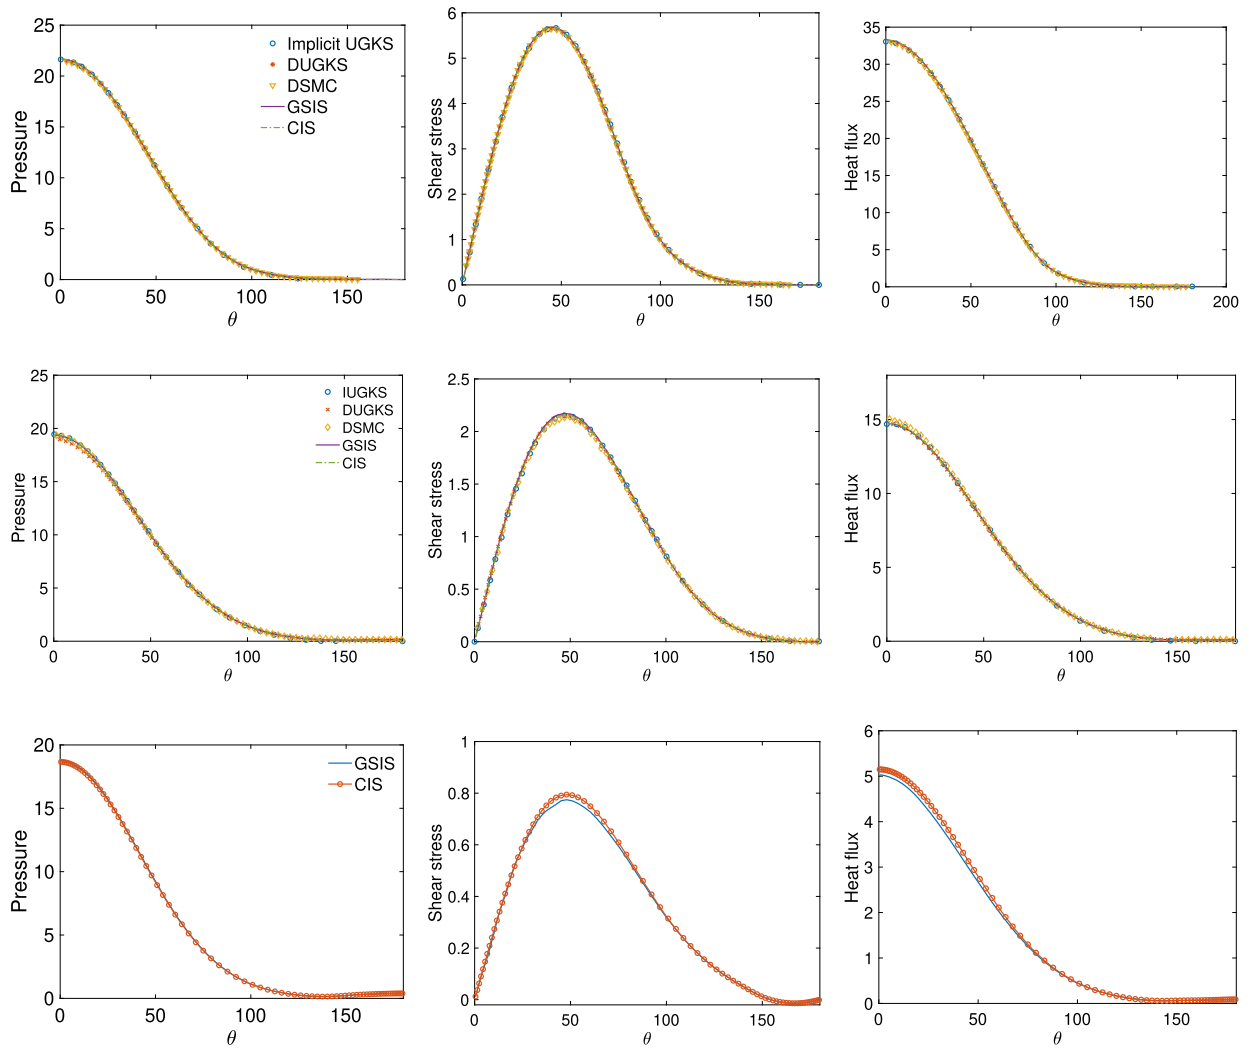 25
20
15
10
5
0
Pressure
0 50 100 150
θ
Implicit UGKS
DUGKS
DSMC
GSIS
CIS
6
5
4
3
2
1
0
Shear stress
0 50 100 150
θ
35
30
25
20
15
10
5
0
Heat flux
0 50 100 150 200
θ
25
20
15
10
5
0
Pressure
0 50 100 150
θ
IUGKS
DUGKS
DSMC
GSIS
CIS
2.5
2
1.5
1
0.5
0
Shear stress
0 50 100 150
θ
15
10
5
0
Heat flux
0 50 100 150
θ
20
15
10
5
0
Pressure
0 50 100 150
θ
GSIS
CIS
1
0.8
0.6
0.4
0.2
0
Shear stress
0 50 100 150
θ
6
5
4
3
2
1
0
Heat flux
0 50 100 150
θ